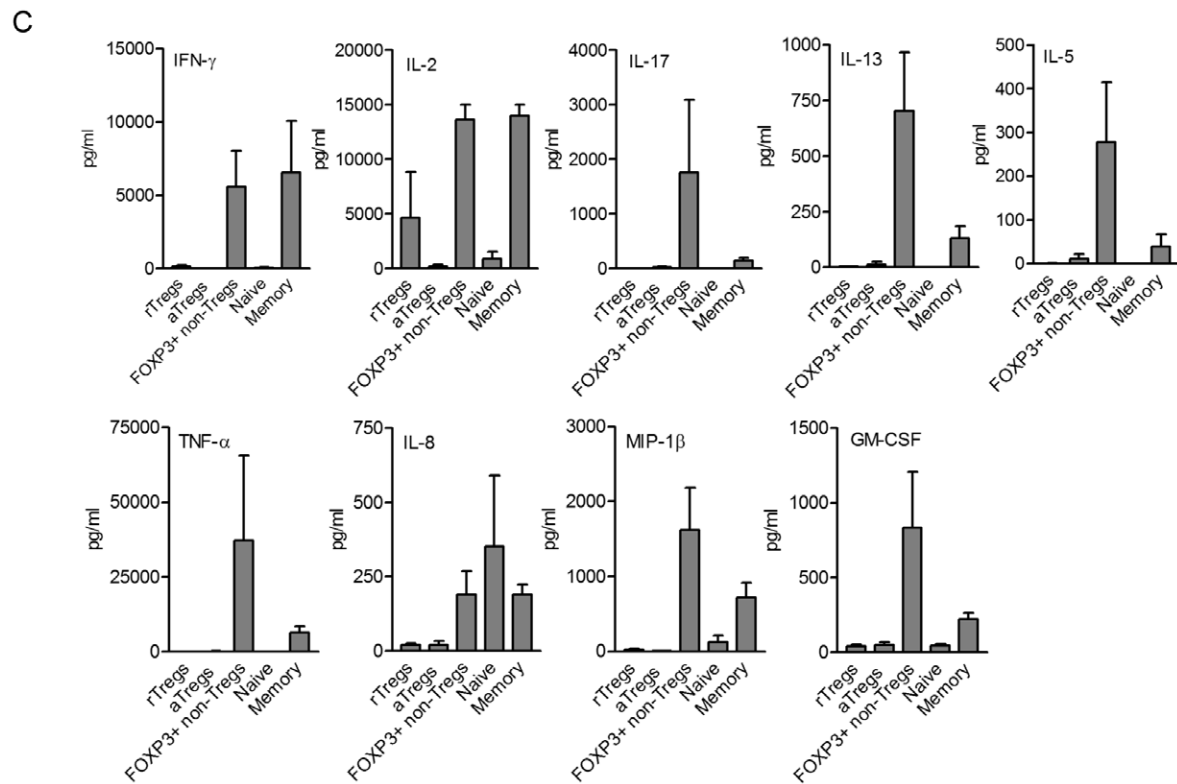 C
IFN-γ
15000
10000
5000
0
pg/ml
rTregs
aTregs
FOXP3+ non-Tregs
Naive
Memory
IL-2
20000
15000
10000
5000
0
pg/ml
rTregs
aTregs
FOXP3+ non-Tregs
Naive
Memory
IL-17
4000
3000
2000
1000
0
pg/ml
rTregs
aTregs
FOXP3+ non-Tregs
Naive
Memory
IL-13
1000
750
500
250
0
pg/ml
rTregs
aTregs
FOXP3+ non-Tregs
Naive
Memory
IL-5
500
400
300
200
100
0
pg/ml
rTregs
aTregs
FOXP3+ non-Tregs
Naive
Memory
TNF-α
75000
50000
25000
0
pg/ml
rTregs
aTregs
FOXP3+ non-Tregs
Naive
Memory
IL-8
750
500
250
0
pg/ml
rTregs
aTregs
FOXP3+ non-Tregs
Naive
Memory
MIP-1β
3000
2000
1000
0
pg/ml
rTregs
aTregs
FOXP3+ non-Tregs
Naive
Memory
GM-CSF
1500
1000
500
0
pg/ml
rTregs
aTregs
FOXP3+ non-Tregs
Naive
Memory